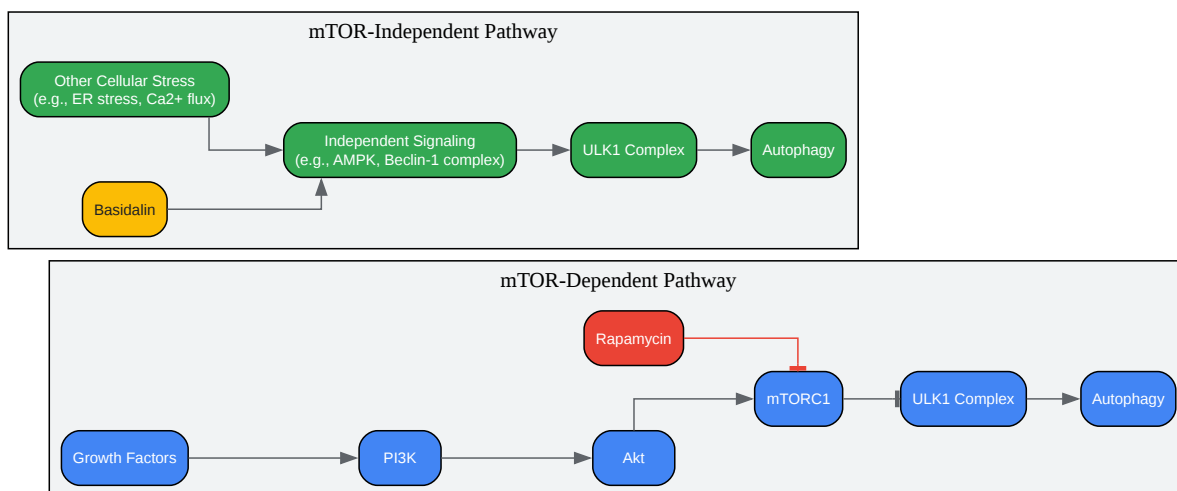 mTOR-Independent Pathway
Other Cellular Stress
(e.g., ER stress, Ca2+ flux)
Independent Signaling
(e.g., AMPK, Beclin-1 complex)
ULK1 Complex
Autophagy
Basidalin
mTOR-Dependent Pathway
Rapamycin
mTORC1
ULK1 Complex
Autophagy
Growth Factors
PI3K
Akt